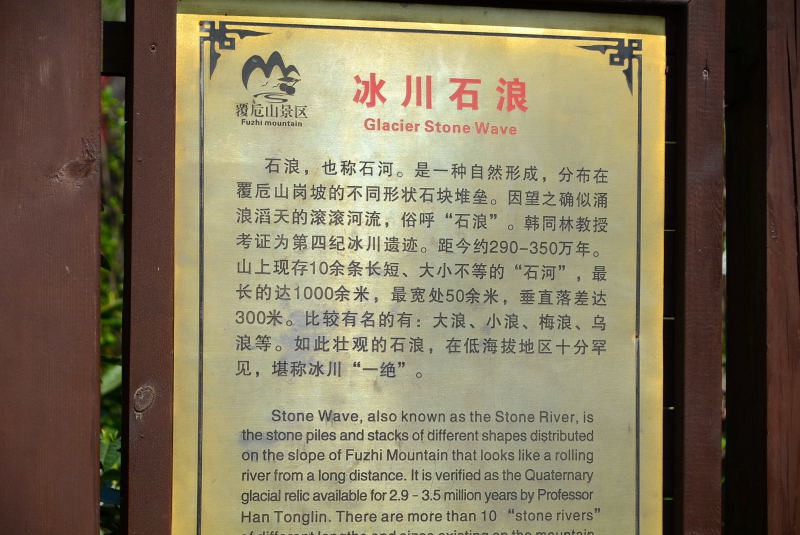 覆卮山景区
Fuzhi mountain
冰川石浪
Glacier Stone Wave
石浪，也称石河。是一种自然形成，分布在
覆卮山岗坡的不同形状石块堆垒。因望之确似涌
浪滔天的滚滚河流，俗呼“石浪”。韩同林教授
考证为第四纪冰川遗迹。距今约290-350万年。
山上现存10余条长短、大小不等的“石河”，最
长的达1000余米，最宽处50余米，垂直落差达
300米。比较有名的有：大浪、小浪、梅浪、乌
浪等。如此壮观的石浪，在低海拔地区十分罕
见，堪称冰川“一绝”。
Stone Wave, also known as the Stone River, is
the stone piles and stacks of different shapes distributed
on the slope of Fuzhi Mountain that looks like a rolling
river from a long distance. It is verified as the Quaternary
glacial relic available for 2.9 - 3.5 million years by Professor
Han Tonglin. There are more than 10 “stone rivers”
of different lengths and sizes existing on the mountain